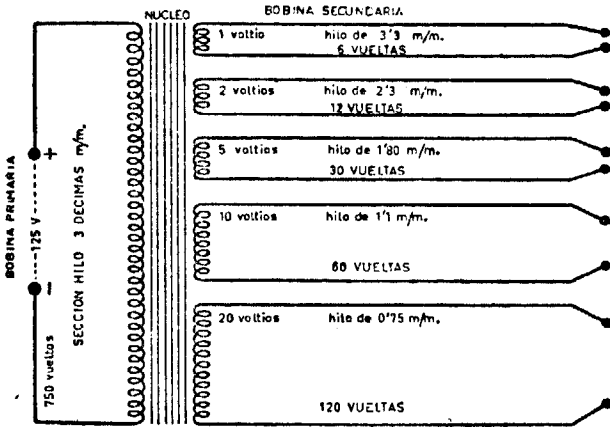 NUCLEO
BOBINA SECUNDARIA
1 voltio hilo de 3'3 m/m.
6 VUELTAS
2 voltios hilo de 2'3 m/m.
12 VUELTAS
5 voltios hilo de 1'80 m/m.
30 VUELTAS
10 voltios hilo de 1'1 m/m.
60 VUELTAS
20 voltios hilo de 0'75 m/m.
120 VUELTAS
BOBINA PRIMARIA
+
125 V
−
750 vueltas
SECCION HILO 3 DECIMAS m/m.